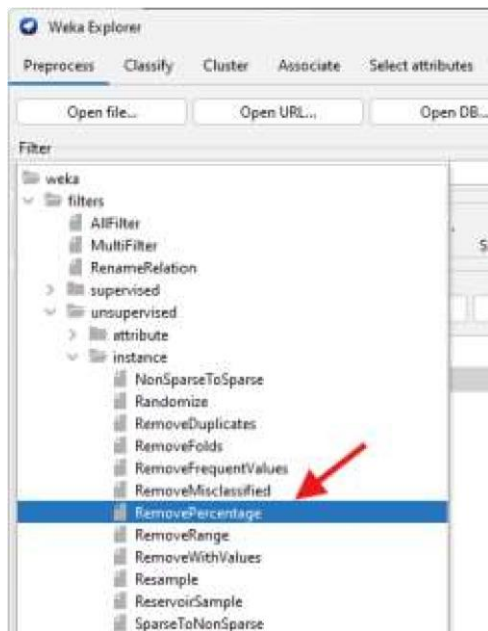 Weka Explorer
Preprocess Classify Cluster Associate Select attributes
Open file... Open URL... Open DB...
Filter
weka
filters
AllFilter
MultiFilter
RenameRelation
supervised
unsupervised
attribute
instance
NonSparseToSparse
Randomize
RemoveDuplicates
RemoveFolds
RemoveFrequentValues
RemoveMisclassified
RemovePercentage
RemoveRange
RemoveWithValues
Resample
ReservoirSample
SparseToNonSparse